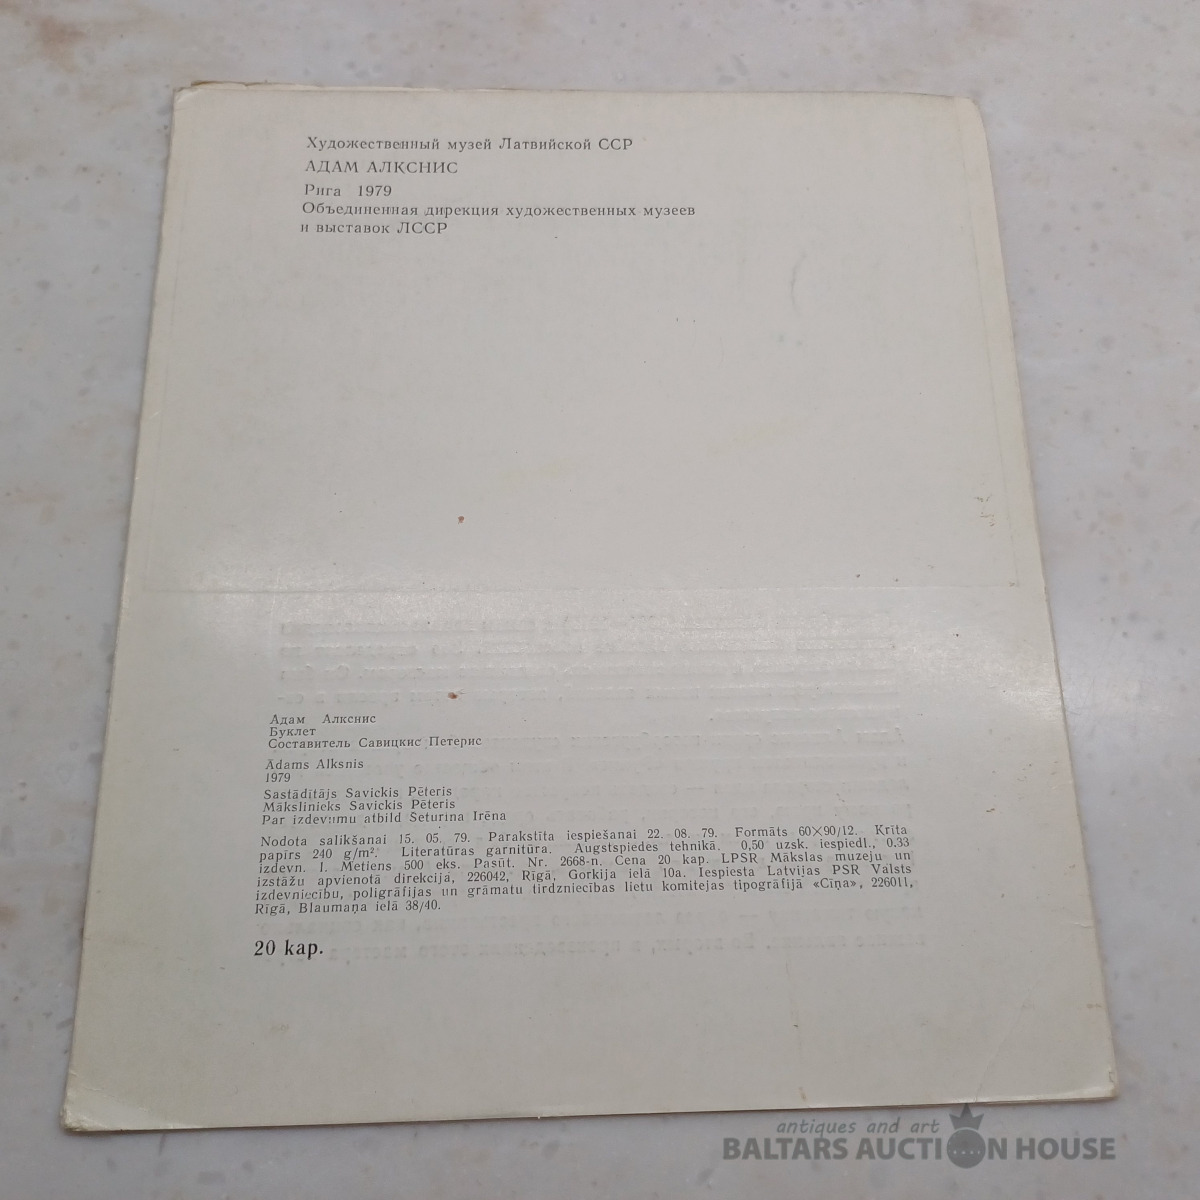 Художественный музей Латвийской ССР
АДАМ АЛКСНИС
Рига 1979
Объединенная дирекция художественных музеев
и выставок ЛССР
Адам Алкснис
Буклет
Составитель Савицкис Петерис
Ādams Alksnis
1979
Sastādītājs Savickis Pēteris
Mākslinieks Savickis Pēteris
Par izdevumu atbild Šeturina Irēna
Nodota salikšanai 15. 05. 79. Parakstīta iespiešanai 22. 08. 79. Formāts 60×90/12. Krīta
papīrs 240 g/m². Literatūras garnitūra. Augstspiedes tehnikā. 0,50 uzsk. iespiedl., 0.33
izdevn. l. Metiens 500 eks. Pasūt. Nr. 2668-n. Cena 20 kap. LPSR Mākslas muzeju un
izstāžu apvienotā direkcijā, 226042, Rīgā, Gorkija ielā 10a. Iespiesta Latvijas PSR Valsts
izdevniecību, poligrāfijas un grāmatu tirdzniecības lietu komitejas tipogrāfijā «Cīņa», 226011,
Rīgā, Blaumaņa ielā 38/40.
20 kap.
antiques and art
BALTARS AUCTION HOUSE